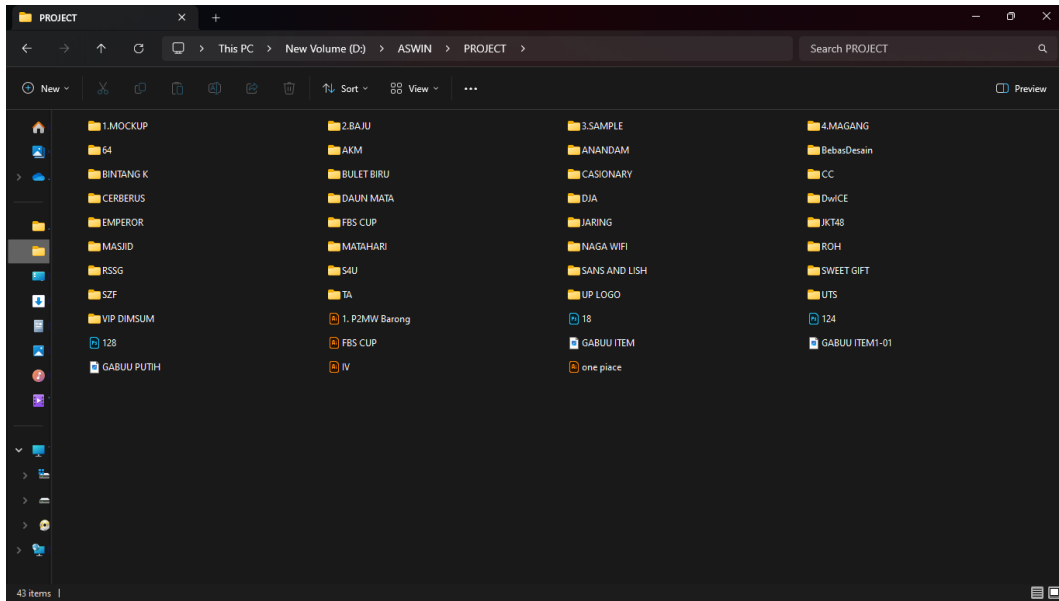 PROJECT
This PC > New Volume (D:) > ASWIN > PROJECT >
Search PROJECT
New
Sort
View
Preview
1.MOCKUP 2.BAJU 3.SAMPLE 4.MAGANG
64 AKM ANANDAM BebasDesain
BINTANG K BULET BIRU CASIONARY CC
CERBERUS DAUN MATA DJA DwICE
EMPEROR FBS CUP JARING JKT48
MASJID MATAHARI NAGA WIFI ROH
RSSG S4U SANS AND LISH SWEET GIFT
SZF TA UP LOGO UTS
VIP DIMSUM 1. P2MW Barong 18 124
128 FBS CUP GABUU ITEM GABUU ITEM1-01
GABUU PUTIH IV one piace
43 items